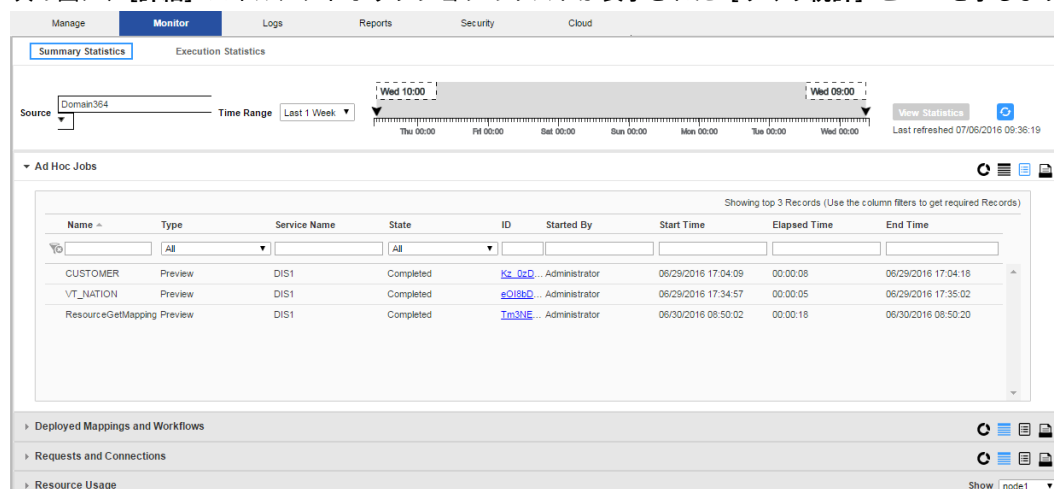 Manage Monitor Logs Reports Security Cloud
Summary Statistics Execution Statistics
Wed 10:00 Wed 09:00
Source Domain364 Time Range Last 1 Week View Statistics
Thu 00:00 Fri 00:00 Sat 00:00 Sun 00:00 Mon 00:00 Tue 00:00 Wed 00:00 Last refreshed 07/06/2016 09:36:19
Ad Hoc Jobs
Showing top 3 Records (Use the column filters to get required Records)
Name Type Service Name State ID Started By Start Time Elapsed Time End Time
All All
CUSTOMER Preview DIS1 Completed Kz_0zD... Administrator 06/29/2016 17:04:09 00:00:08 06/29/2016 17:04:18
VT_NATION Preview DIS1 Completed eOI8bD... Administrator 06/29/2016 17:34:57 00:00:05 06/29/2016 17:35:02
ResourceGetMapping Preview DIS1 Completed Tm3NE... Administrator 06/30/2016 08:50:02 00:00:18 06/30/2016 08:50:20
Deployed Mappings and Workflows
Requests and Connections
Resource Usage Show node1